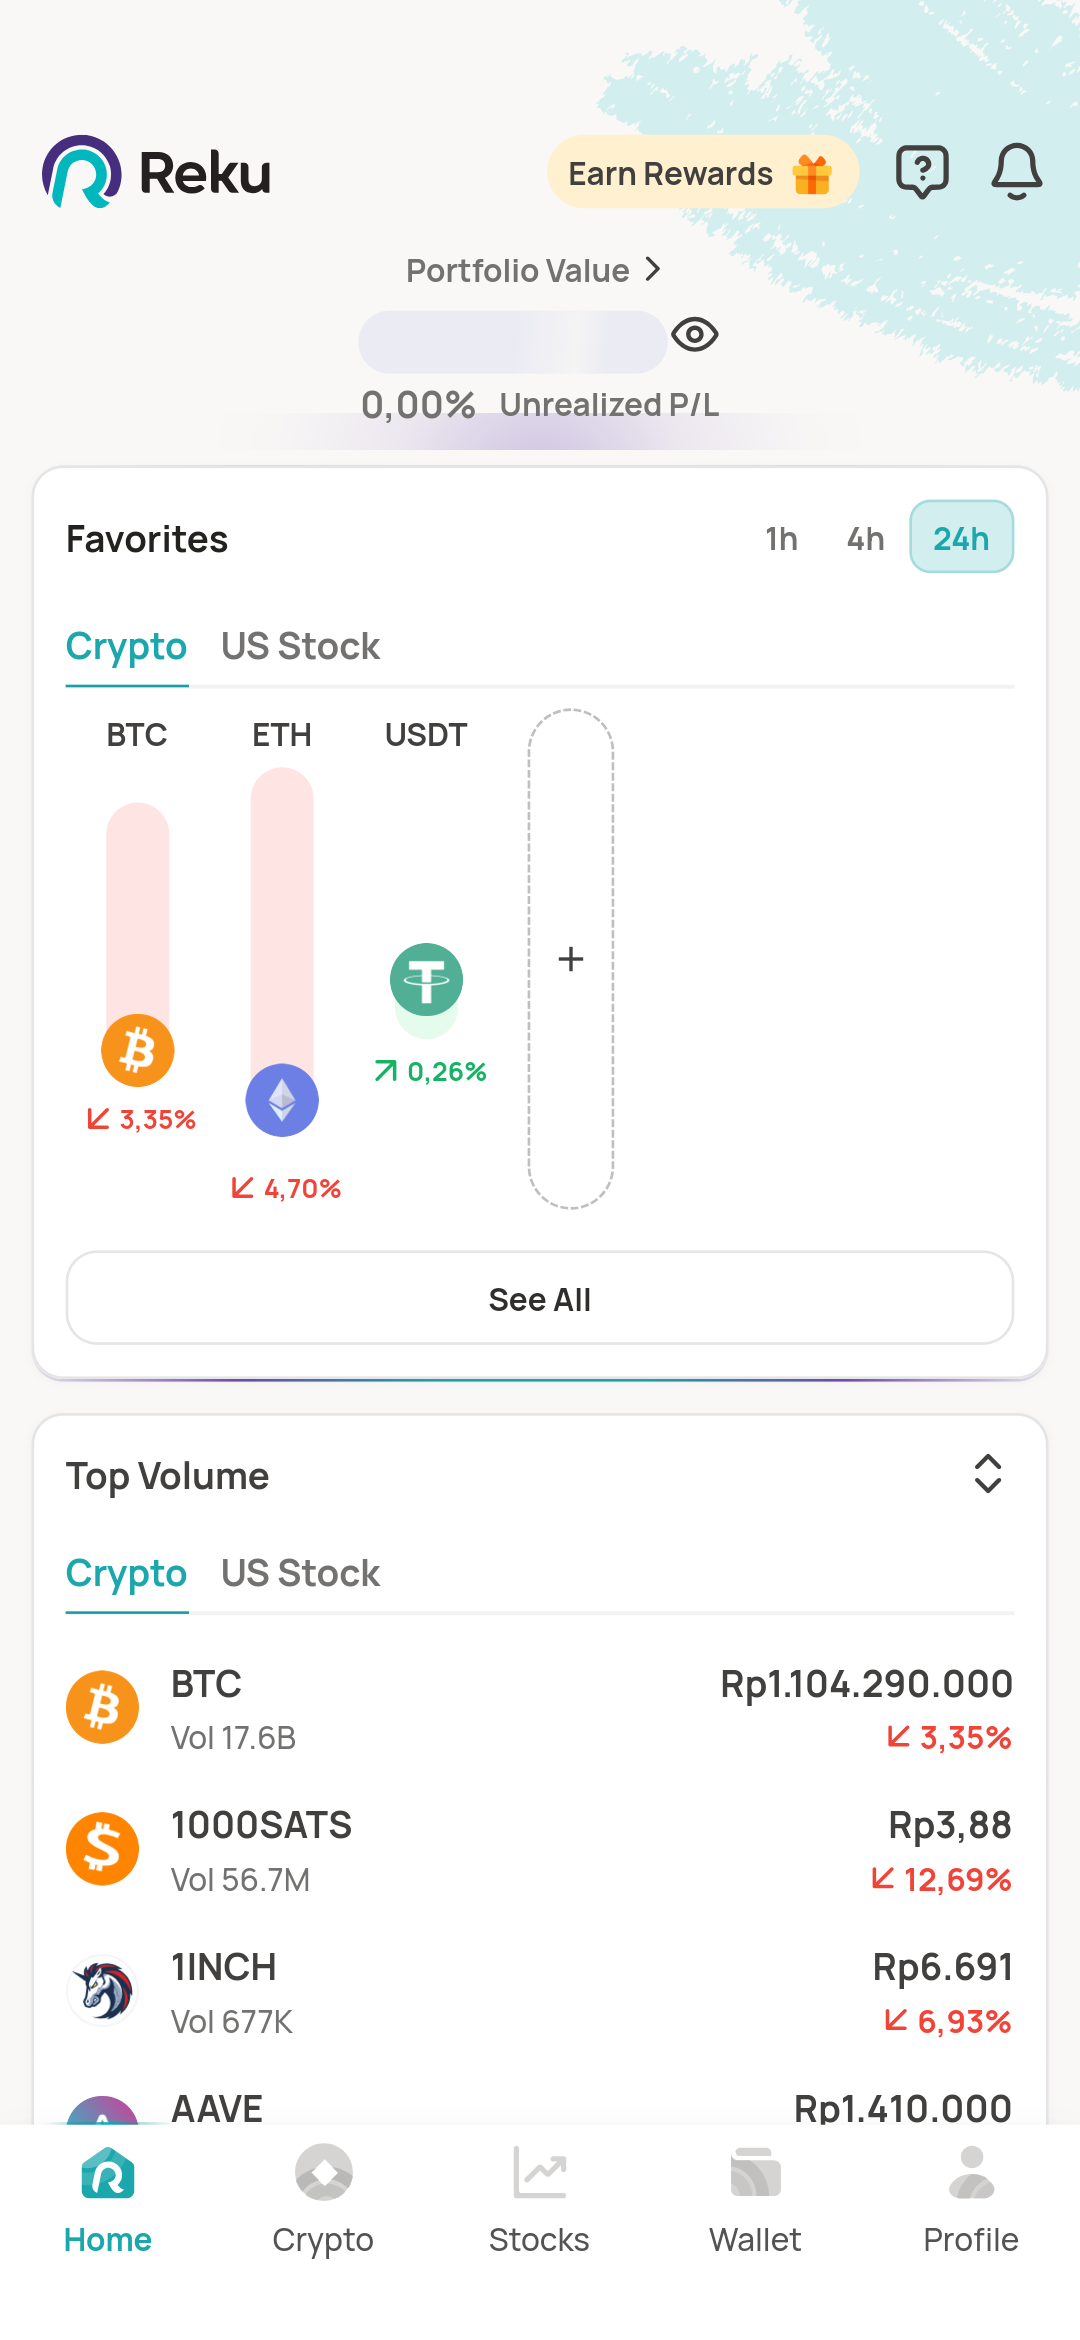 Reku
Earn Rewards
Portfolio Value
0,00% Unrealized P/L
Favorites
1h 4h 24h
Crypto US Stock
BTC ETH USDT
0,26%
3,35%
4,70%
See All
Top Volume
Crypto US Stock
BTC Rp1.104.290.000
Vol 17.6B 3,35%
1000SATS Rp3,88
Vol 56.7M 12,69%
1INCH Rp6.691
Vol 677K 6,93%
AAVE Rp1.410.000
Home Crypto Stocks Wallet Profile